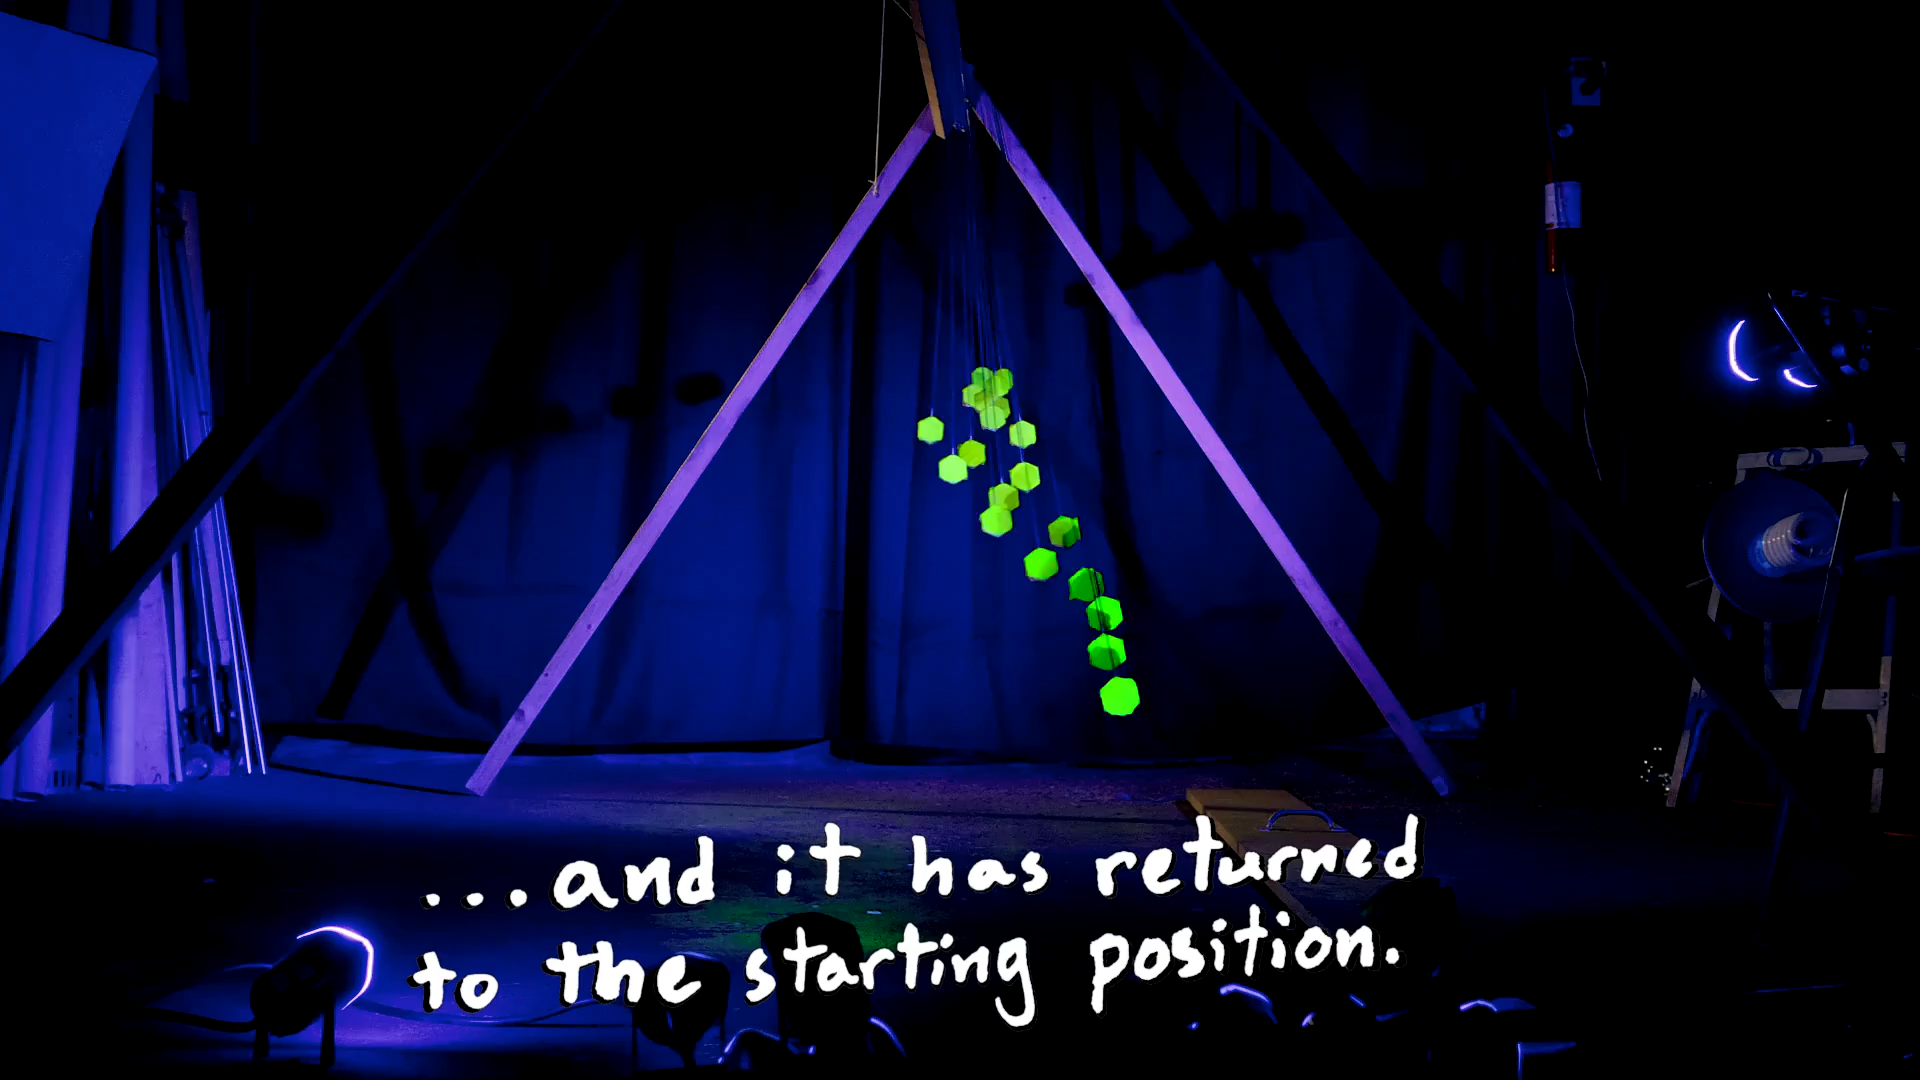 ...and it has returned
to the starting position.